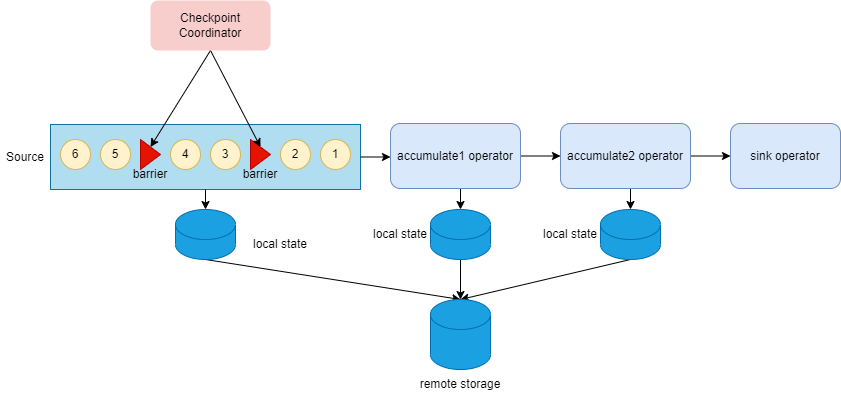 Checkpoint
Coordinator
Source
6 5 4 3 2 1
barrier barrier
accumulate1 operator
accumulate2 operator
sink operator
local state
local state
local state
remote storage